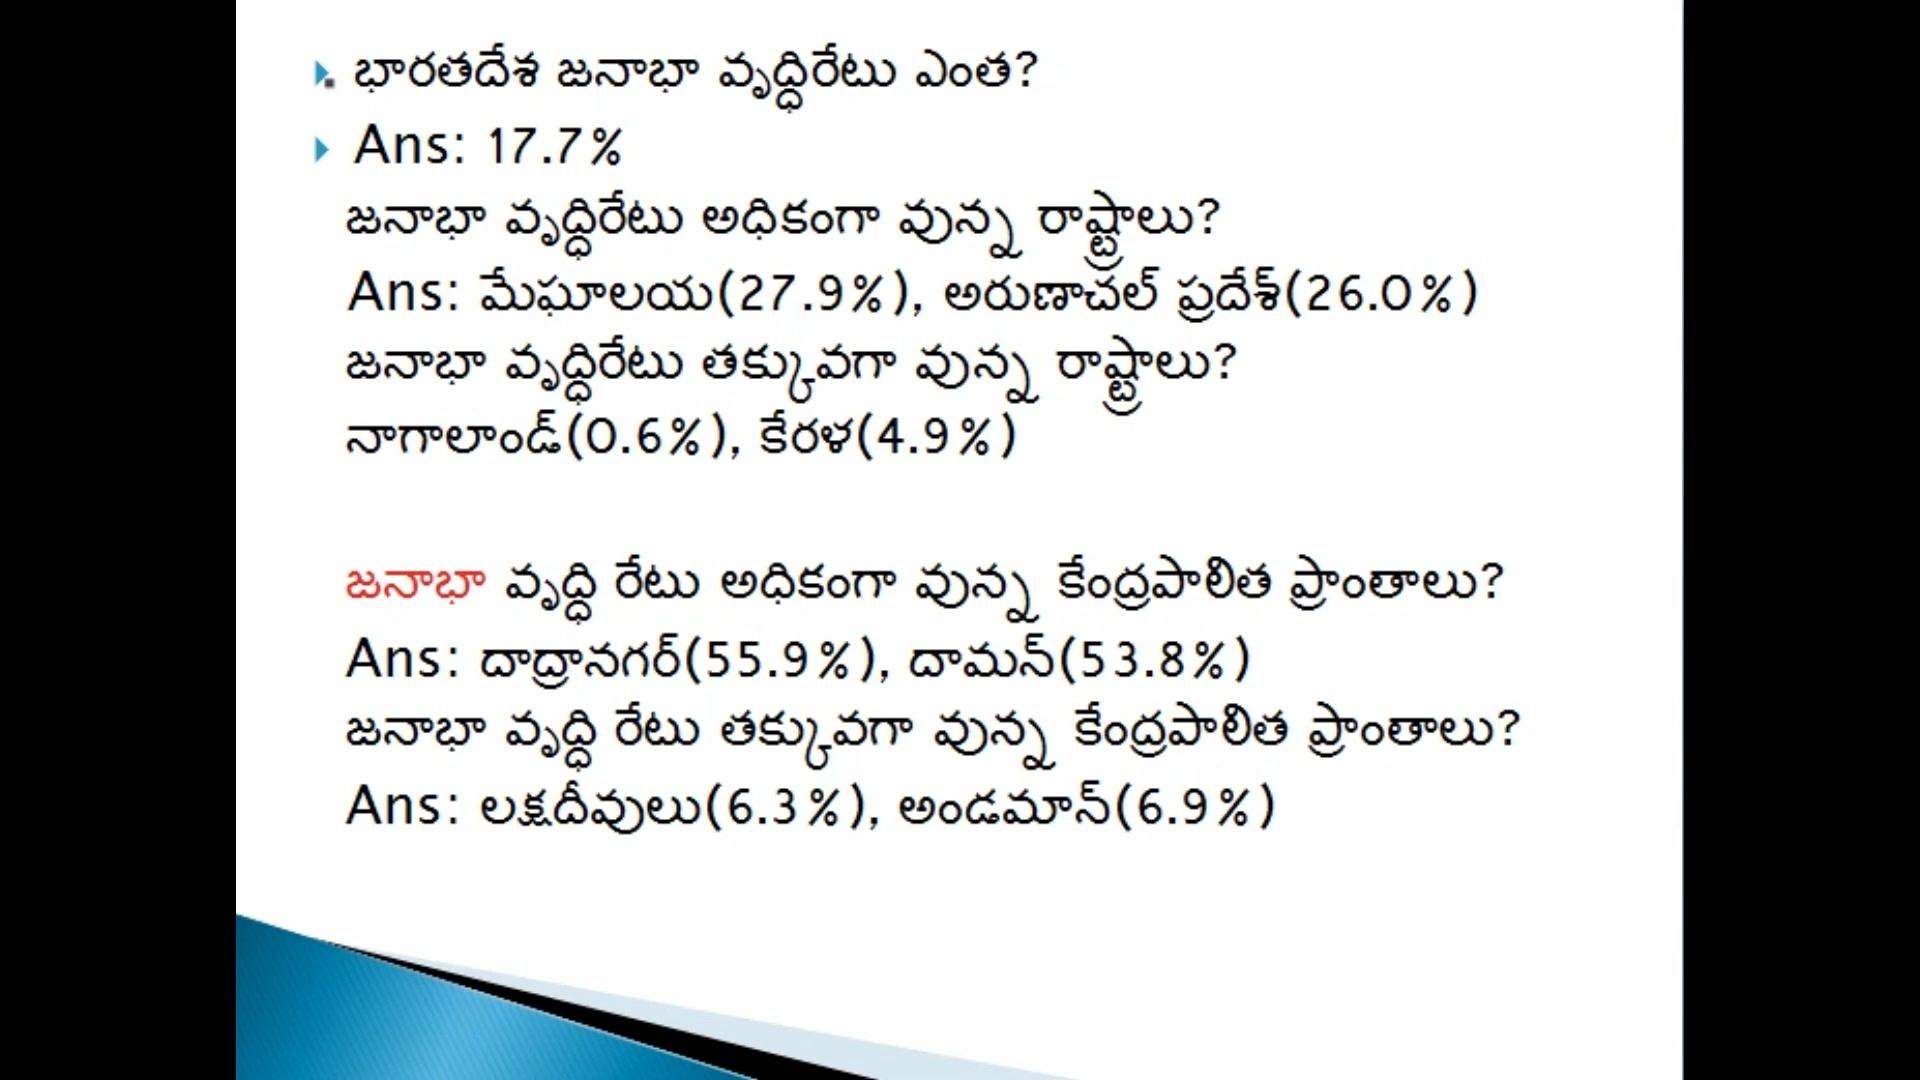 భారతదేశ జనాభా వృద్ధిరేటు ఎంత?
Ans: 17.7%
జనాభా వృద్ధిరేటు అధికంగా వున్న రాష్ట్రాలు?
Ans: మేఘాలయ(27.9%), అరుణాచల్ ప్రదేశ్(26.0%)
జనాభా వృద్ధిరేటు తక్కువగా వున్న రాష్ట్రాలు?
నాగాలాండ్(0.6%), కేరళ(4.9%)
జనాభా వృద్ధి రేటు అధికంగా వున్న కేంద్రపాలిత ప్రాంతాలు?
Ans: దాద్రానగర్(55.9%), దామన్(53.8%)
జనాభా వృద్ధి రేటు తక్కువగా వున్న కేంద్రపాలిత ప్రాంతాలు?
Ans: లక్షదీవులు(6.3%), అండమాన్(6.9%)